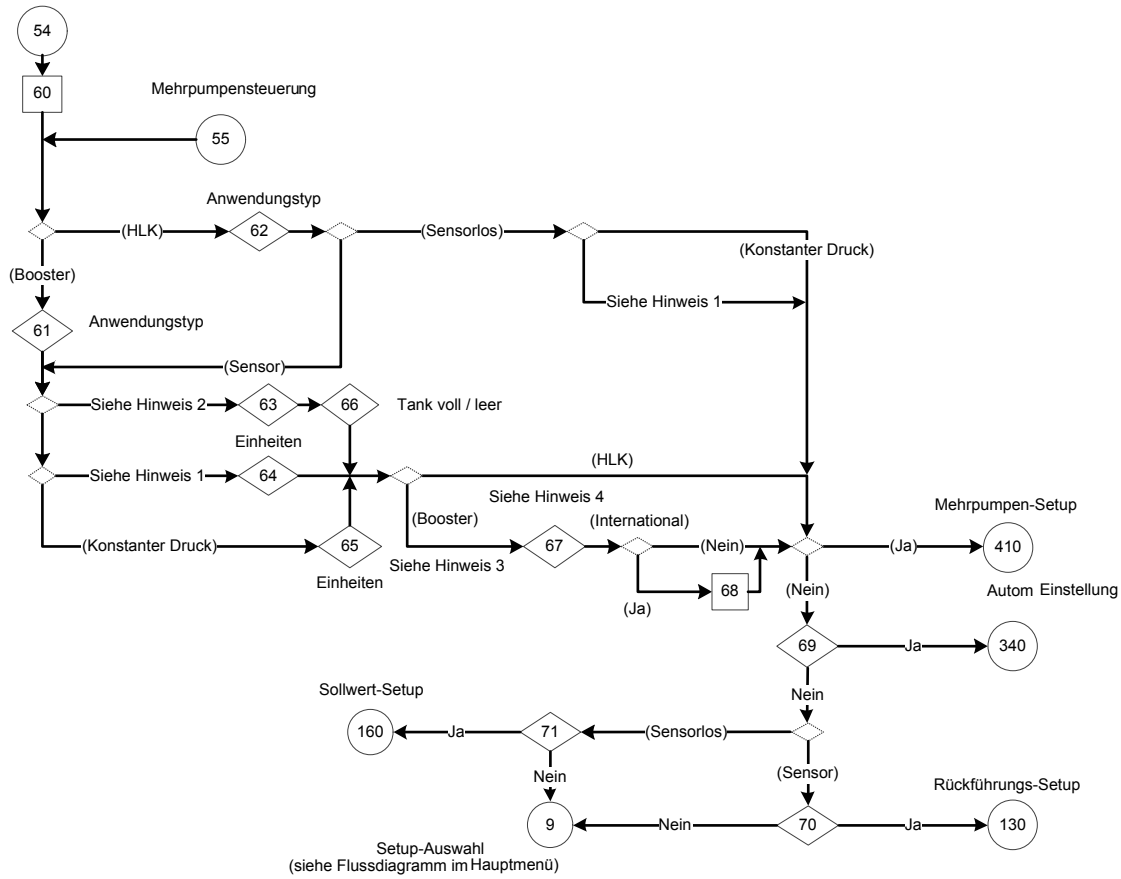 54
60
Mehrpumpensteuerung
55
Anwendungstyp
(HLK)
62
(Sensorlos)
(Konstanter Druck)
(Booster)
Siehe Hinweis 1
61
Anwendungstyp
(Sensor)
Siehe Hinweis 2
63
66
Tank voll / leer
Einheiten
(HLK)
Siehe Hinweis 1
64
Siehe Hinweis 4
Mehrpumpen-Setup
(Booster)
(International)
(Konstanter Druck)
65
67
(Nein)
(Ja)
410
Siehe Hinweis 3
Einheiten
68
(Nein)
Autom Einstellung
(Ja)
69
Ja
340
Nein
Sollwert-Setup
160
Ja
71
(Sensorlos)
Nein
(Sensor)
Rückführungs-Setup
9
Nein
70
Ja
130
Setup-Auswahl
(siehe Flussdiagramm im Hauptmenü)